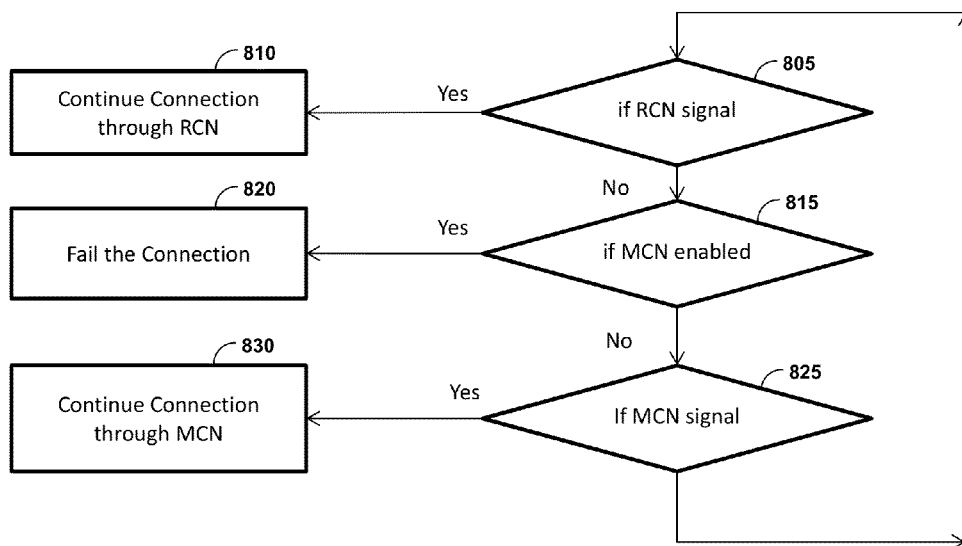 810
Continue Connection
through RCN
Yes
805
if RCN signal
No
820
Fail the Connection
Yes
815
if MCN enabled
No
830
Continue Connection
through MCN
Yes
825
If MCN signal